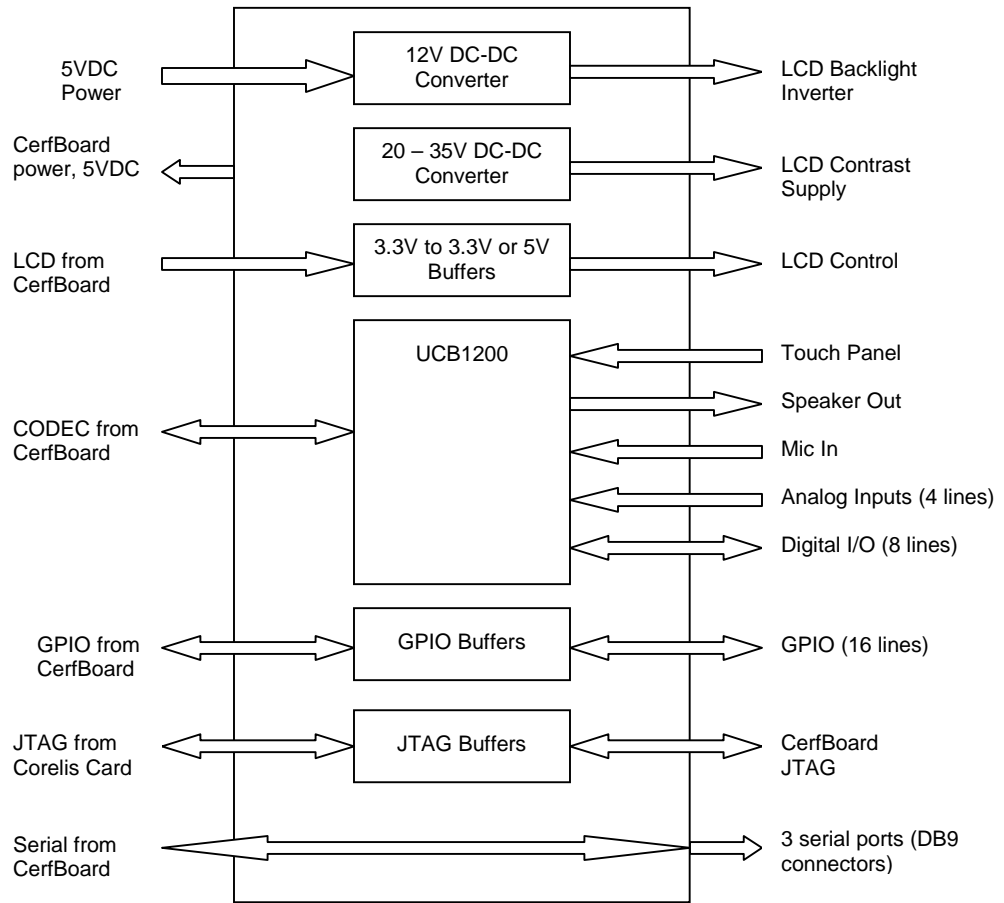 5VDC
Power
12V DC-DC
Converter
LCD Backlight
Inverter
CerfBoard
power, 5VDC
20 – 35V DC-DC
Converter
LCD Contrast
Supply
LCD from
CerfBoard
3.3V to 3.3V or 5V
Buffers
LCD Control
UCB1200
Touch Panel
Speaker Out
CODEC from
CerfBoard
Mic In
Analog Inputs (4 lines)
Digital I/O (8 lines)
GPIO from
CerfBoard
GPIO Buffers
GPIO (16 lines)
JTAG from
Corelis Card
JTAG Buffers
CerfBoard
JTAG
Serial from
CerfBoard
3 serial ports (DB9
connectors)